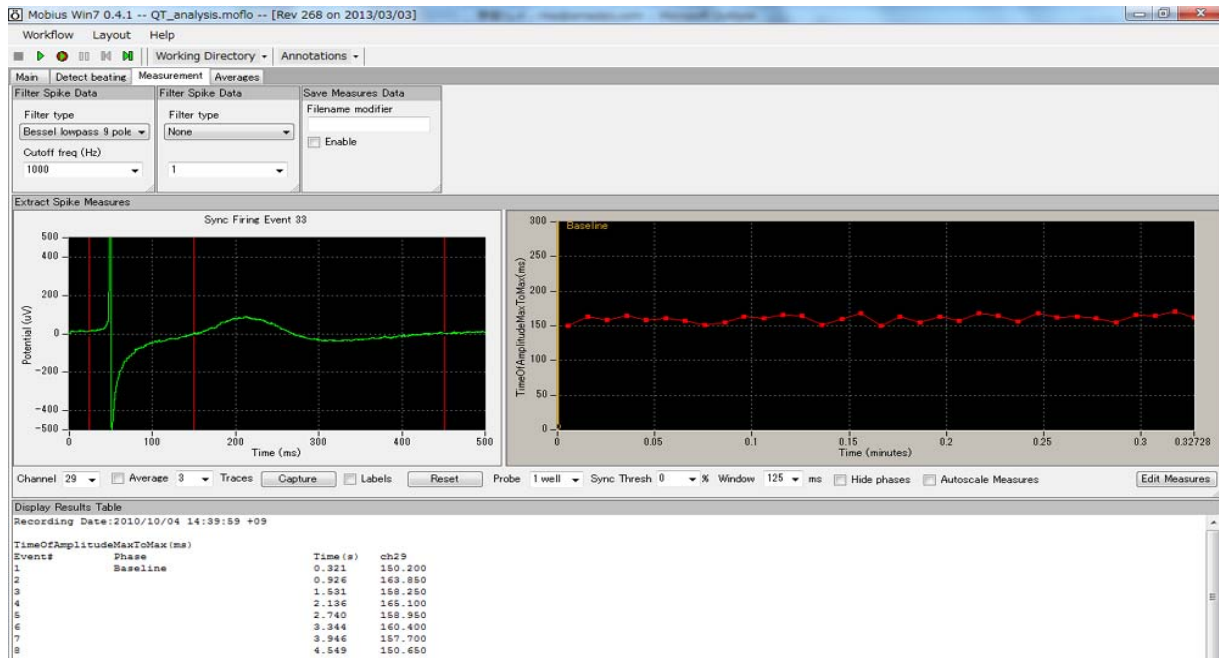 Mobius Win7 0.4.1 -- QT_analysis.moflo -- [Rev 268 on 2013/03/03]
Workflow Layout Help
Working Directory Annotations
Main Detect beating Measurement Averages
Filter Spike Data Filter Spike Data Save Measures Data
Filter type Filter type Filename modifier
Bessel lowpass 9 pole None
Enable
Cutoff freq (Hz)
1000 1
Extract Spike Measures
Sync Firing Event 33
Potential (uV)
500
400
200
0
-200
-400
-500
0 100 200 300 400 500
Time (ms)
Baseline
TimeOfAmplitudeMaxToMax(ms)
300
250
200
150
100
50
0
0 0.05 0.1 0.15 0.2 0.25 0.3 0.32728
Time (minutes)
Channel 29 Average 3 Traces Capture Labels Reset Probe 1 well Sync Thresh 0 % Window 125 ms Hide phases Autoscale Measures Edit Measures
Display Results Table
Recording Date:2010/10/04 14:39:59 +09
TimeOfAmplitudeMaxToMax(ms)
Event# Phase Time(s) ch29
1 Baseline 0.321 150.200
2 0.926 163.850
3 1.531 158.250
4 2.136 165.100
5 2.740 158.950
6 3.344 160.400
7 3.946 157.700
8 4.549 150.650